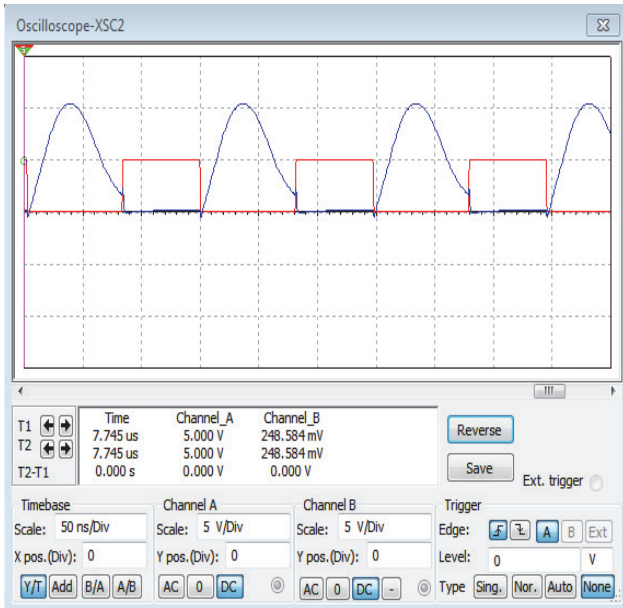 Oscilloscope-XSC2
Time Channel_A Channel_B
T1 7.745 us 5.000 V 248.584 mV
T2 7.745 us 5.000 V 248.584 mV
T2-T1 0.000 s 0.000 V 0.000 V
Reverse
Save
Ext. trigger
Timebase Channel A Channel B Trigger
Scale: 50 ns/Div Scale: 5 V/Div Scale: 5 V/Div Edge: A B Ext
X pos.(Div): 0 Y pos.(Div): 0 Y pos.(Div): 0 Level: 0 V
Y/T Add B/A A/B AC 0 DC AC 0 DC - Type Sing. Nor. Auto None